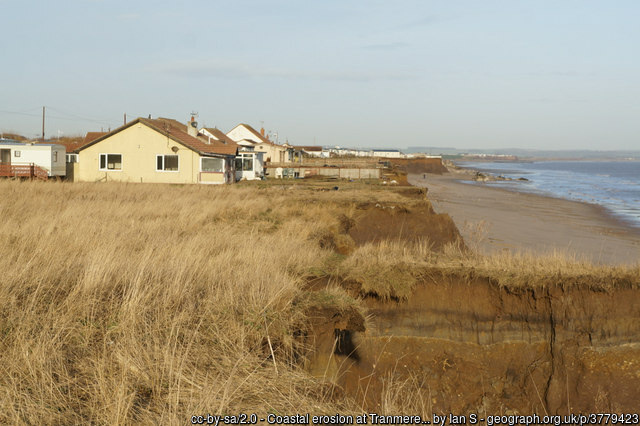 cc-by-sa/2.0 - Coastal erosion at Tranmere... by Ian S - geograph.org.uk/p/3779423